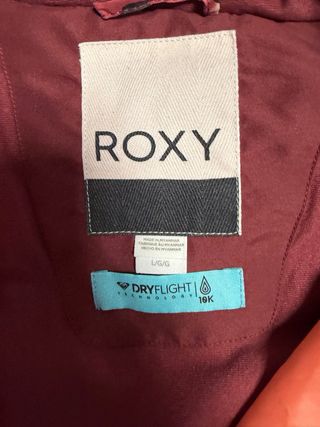 ROXY
MADE IN MYANMAR
FABRIQUÉ AU MYANMAR
HECHO EN MYANMAR
L/G/G
DRYFLIGHT
TECHNOLOGY
10K